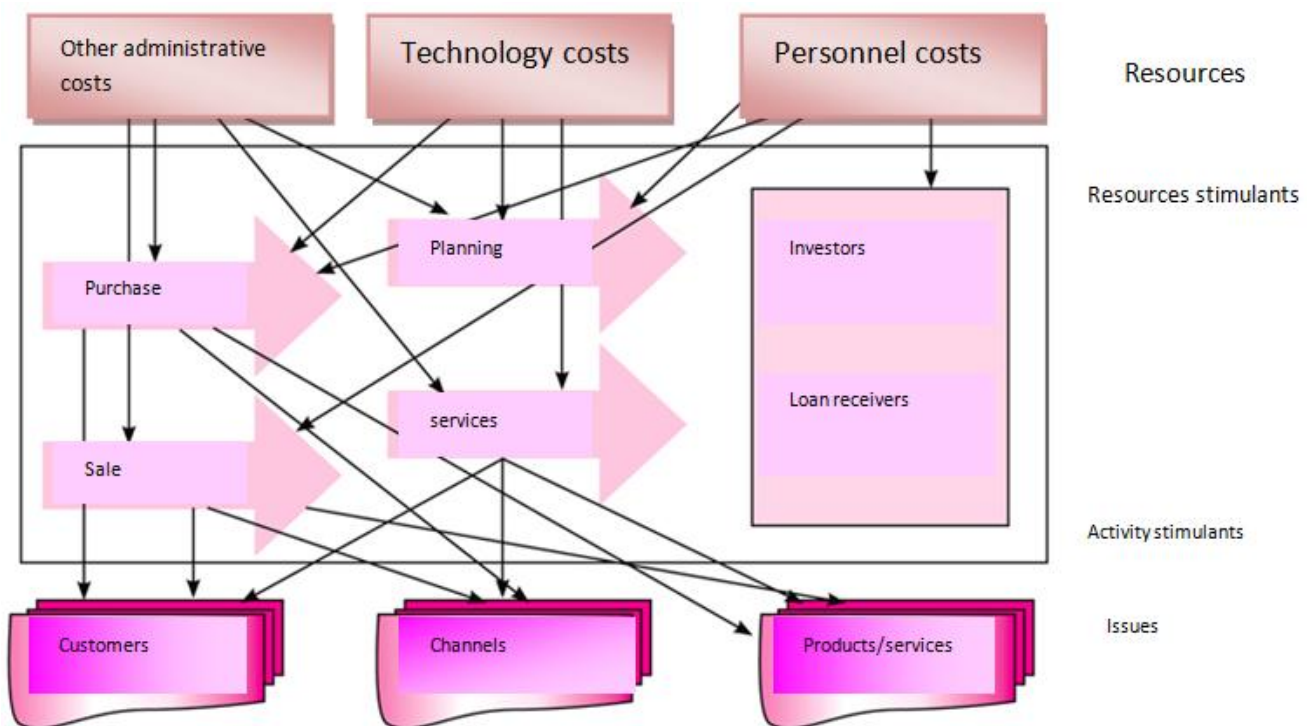 Other administrative
costs
Technology costs
Personnel costs
Resources
Resources stimulants
Planning
Investors
Purchase
Loan receivers
services
Sale
Activity stimulants
Issues
Customers
Channels
Products/services